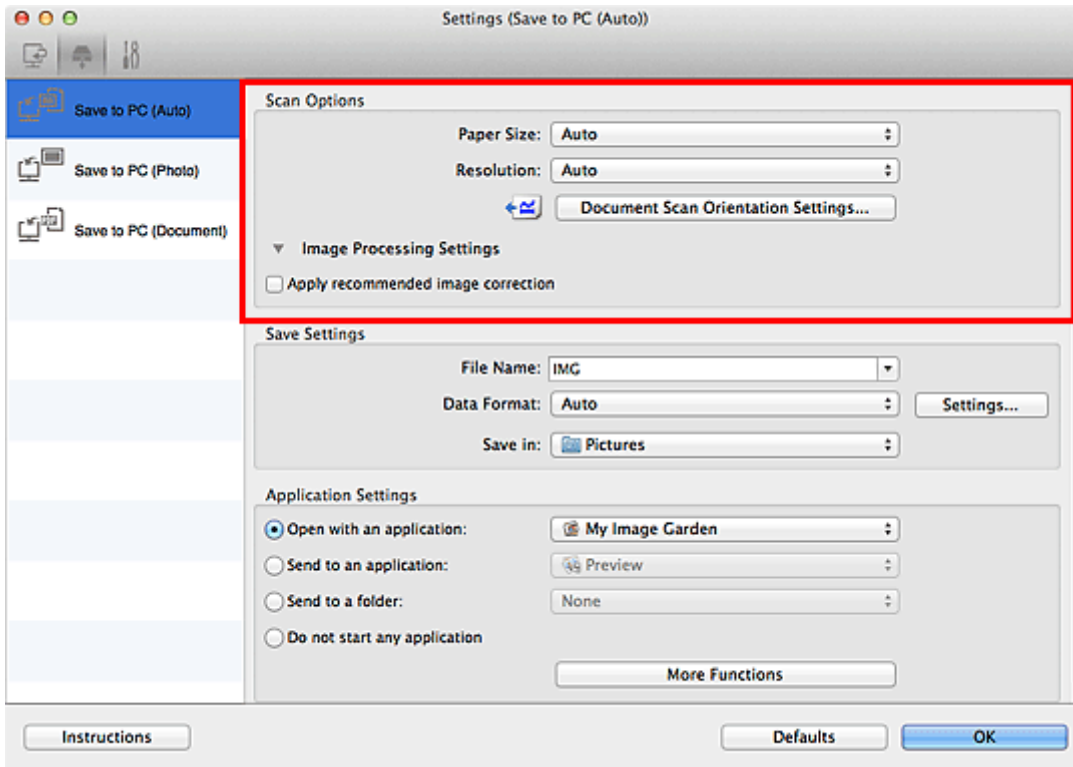 Settings (Save to PC (Auto))
Save to PC (Auto)
Save to PC (Photo)
Save to PC (Document)
Scan Options
Paper Size: Auto
Resolution: Auto
Document Scan Orientation Settings...
Image Processing Settings
Apply recommended image correction
Save Settings
File Name: IMG
Data Format: Auto Settings...
Save in: Pictures
Application Settings
Open with an application: My Image Garden
Send to an application: Preview
Send to a folder: None
Do not start any application
More Functions
Instructions Defaults OK